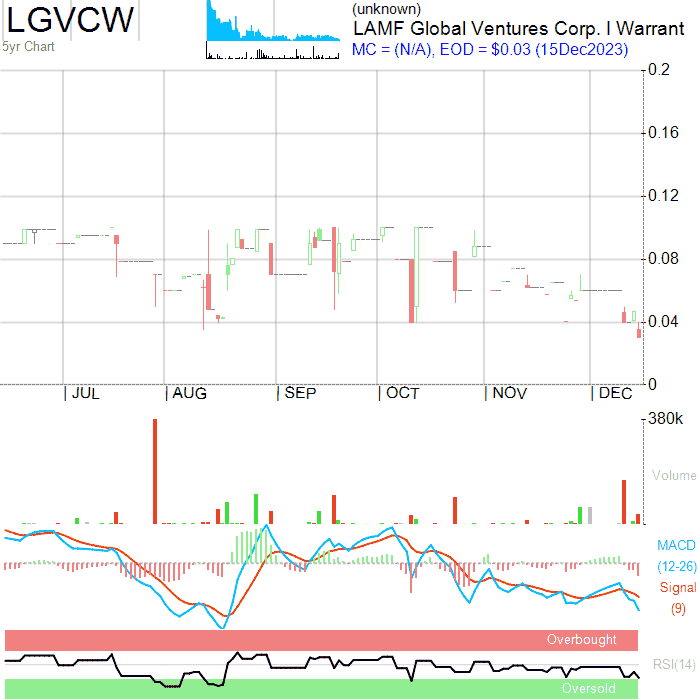 LGVCW
5yr Chart
(unknown)
LAMF Global Ventures Corp. I Warrant
MC = (N/A), EOD = $0.03 (15Dec2023)
0.2
0.16
0.12
0.08
0.04
0
JUL AUG SEP OCT NOV DEC
380k
Volume
MACD
(12-26)
Signal
(9)
Overbought
RSI(14)
Oversold